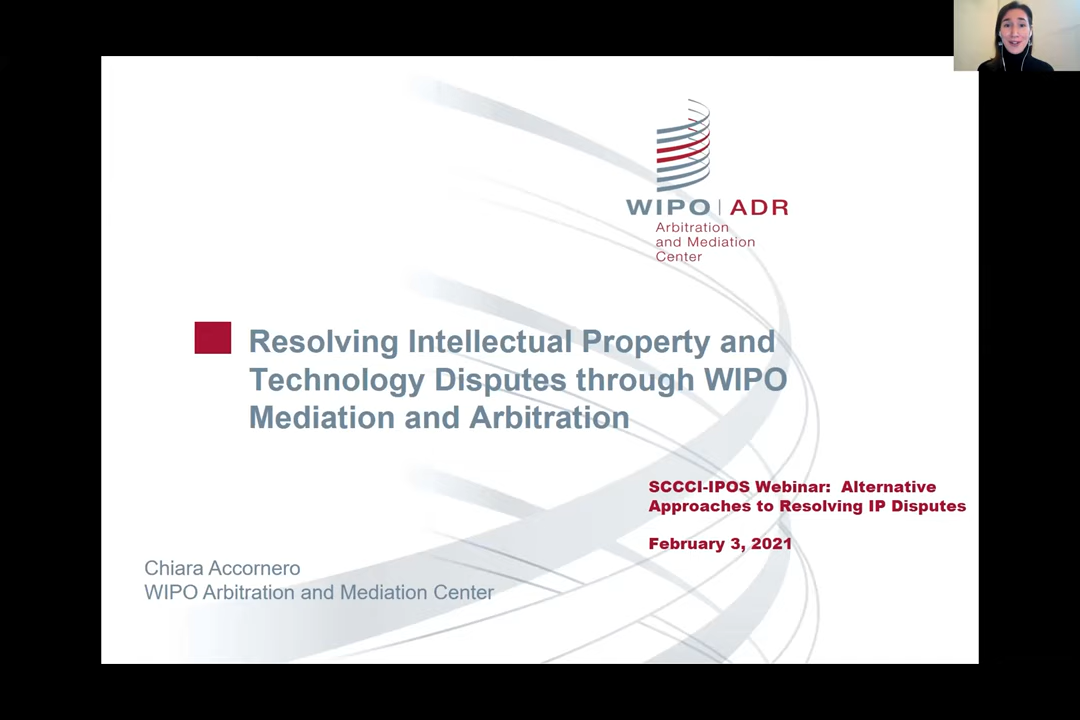 WIPO | ADR
Arbitration
and Mediation
Center
Resolving Intellectual Property and
Technology Disputes through WIPO
Mediation and Arbitration
SCCCI-IPOS Webinar: Alternative
Approaches to Resolving IP Disputes
February 3, 2021
Chiara Accornero
WIPO Arbitration and Mediation Center